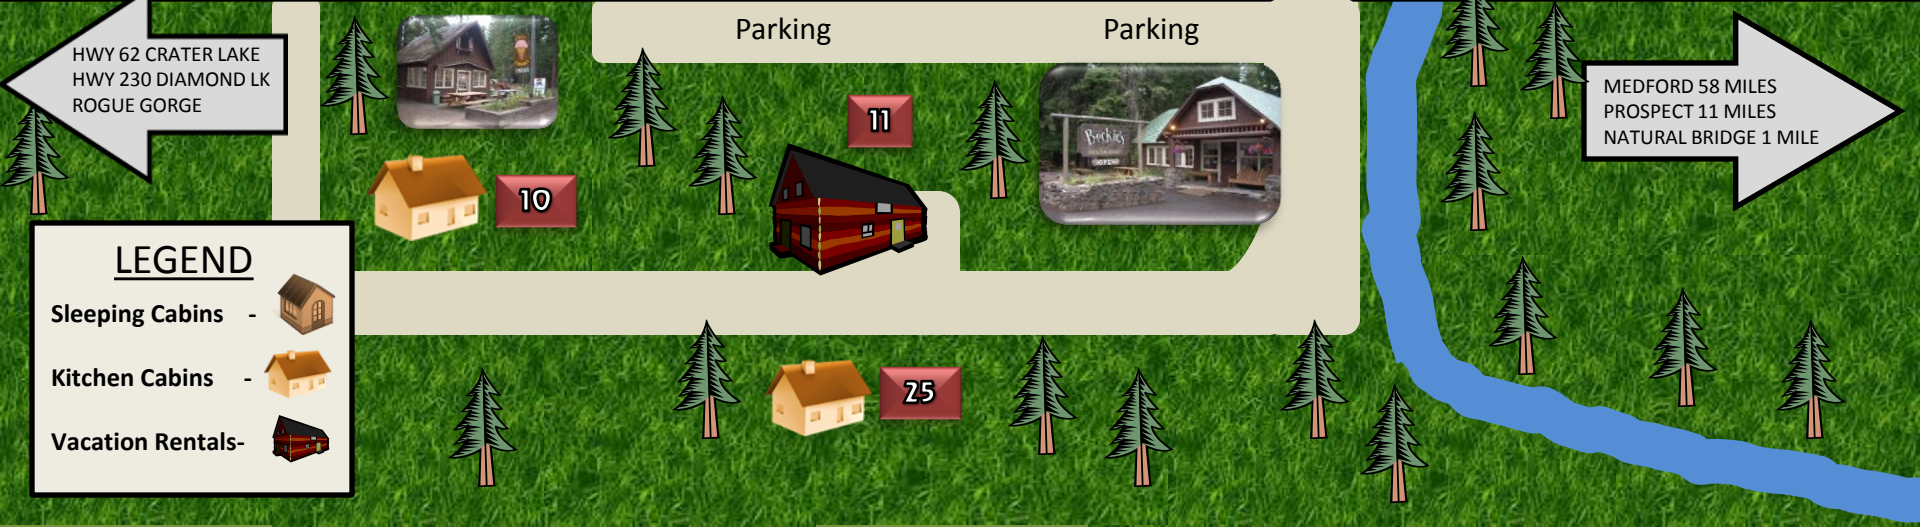 HWY 62 CRATER LAKE
HWY 230 DIAMOND LK
ROGUE GORGE
Parking
Parking
MEDFORD 58 MILES
PROSPECT 11 MILES
NATURAL BRIDGE 1 MILE
11
10
Beckie's
OPEN
LEGEND
Sleeping Cabins -
Kitchen Cabins -
Vacation Rentals-
25